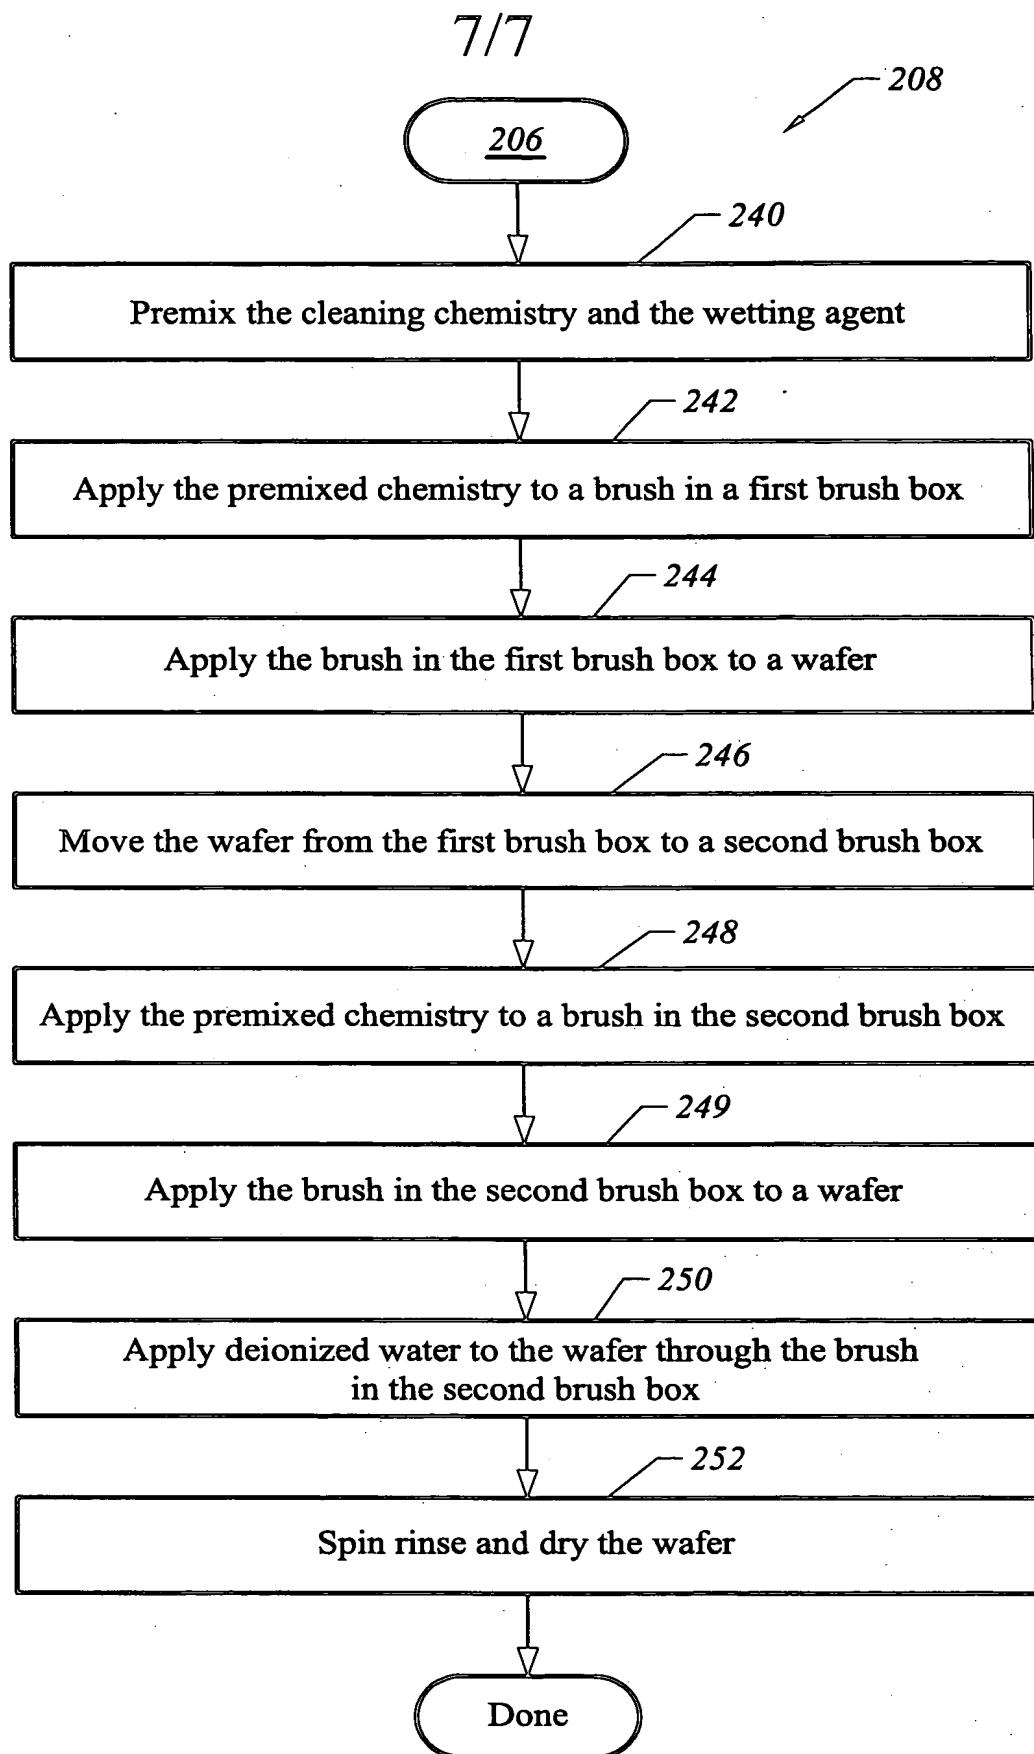 7/7
208
206
240
Premix the cleaning chemistry and the wetting agent
242
Apply the premixed chemistry to a brush in a first brush box
244
Apply the brush in the first brush box to a wafer
246
Move the wafer from the first brush box to a second brush box
248
Apply the premixed chemistry to a brush in the second brush box
249
Apply the brush in the second brush box to a wafer
250
Apply deionized water to the wafer through the brush
in the second brush box
252
Spin rinse and dry the wafer
Done